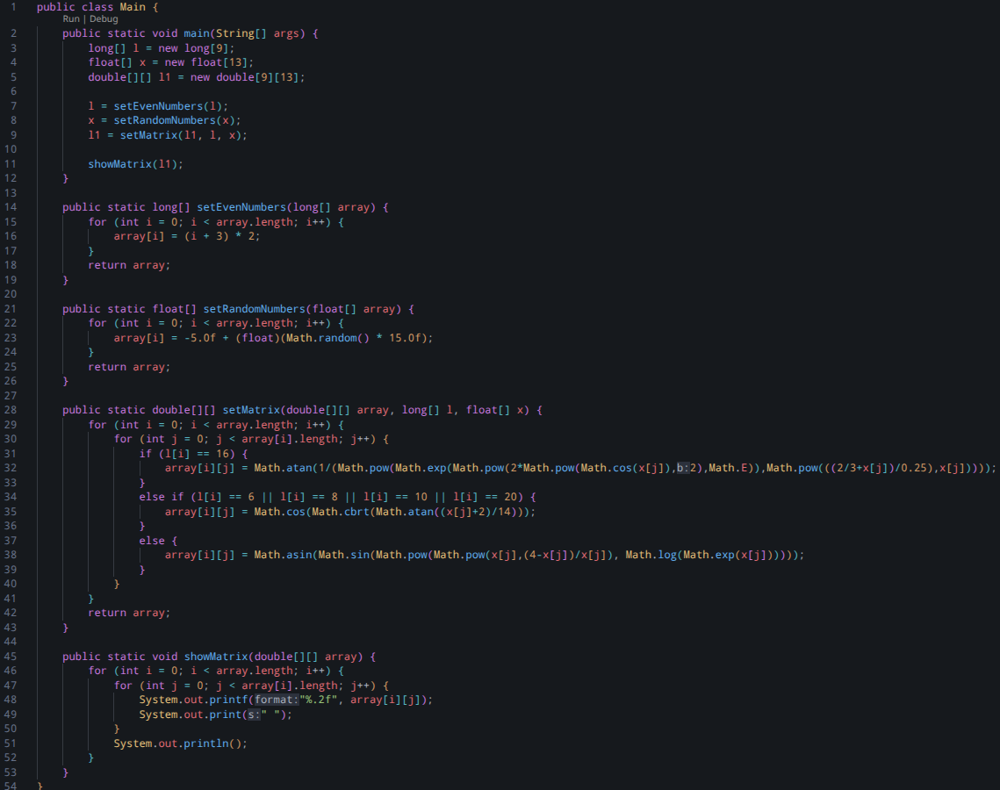 1 public class Main {
Run | Debug
2 public static void main(String[] args) {
3 long[] l = new long[9];
4 float[] x = new float[13];
5 double[][] l1 = new double[9][13];
6
7 l = setEvenNumbers(l);
8 x = setRandomNumbers(x);
9 l1 = setMatrix(l1, l, x);
10
11 showMatrix(l1);
12 }
13
14 public static long[] setEvenNumbers(long[] array) {
15 for (int i = 0; i < array.length; i++) {
16 array[i] = (i + 3) * 2;
17 }
18 return array;
19 }
20
21 public static float[] setRandomNumbers(float[] array) {
22 for (int i = 0; i < array.length; i++) {
23 array[i] = -5.0f + (float)(Math.random() * 15.0f);
24 }
25 return array;
26 }
27
28 public static double[][] setMatrix(double[][] array, long[] l, float[] x) {
29 for (int i = 0; i < array.length; i++) {
30 for (int j = 0; j < array[i].length; j++) {
31 if (l[i] == 16) {
32 array[i][j] = Math.atan(1/(Math.pow(Math.exp(Math.pow(2*Math.pow(Math.cos(x[j]),b:2),Math.E)),Math.pow(((2/3+x[j])/0.25),x[j]))));
33 }
34 else if (l[i] == 6 || l[i] == 8 || l[i] == 10 || l[i] == 20) {
35 array[i][j] = Math.cos(Math.cbrt(Math.atan((x[j]+2)/14)));
36 }
37 else {
38 array[i][j] = Math.asin(Math.sin(Math.pow(Math.pow(x[j],(4-x[j])/x[j]), Math.log(Math.exp(x[j])))));
39 }
40 }
41 }
42 return array;
43 }
44
45 public static void showMatrix(double[][] array) {
46 for (int i = 0; i < array.length; i++) {
47 for (int j = 0; j < array[i].length; j++) {
48 System.out.printf(format:"%.2f", array[i][j]);
49 System.out.print(s:" ");
50 }
51 System.out.println();
52 }
53 }
54 }